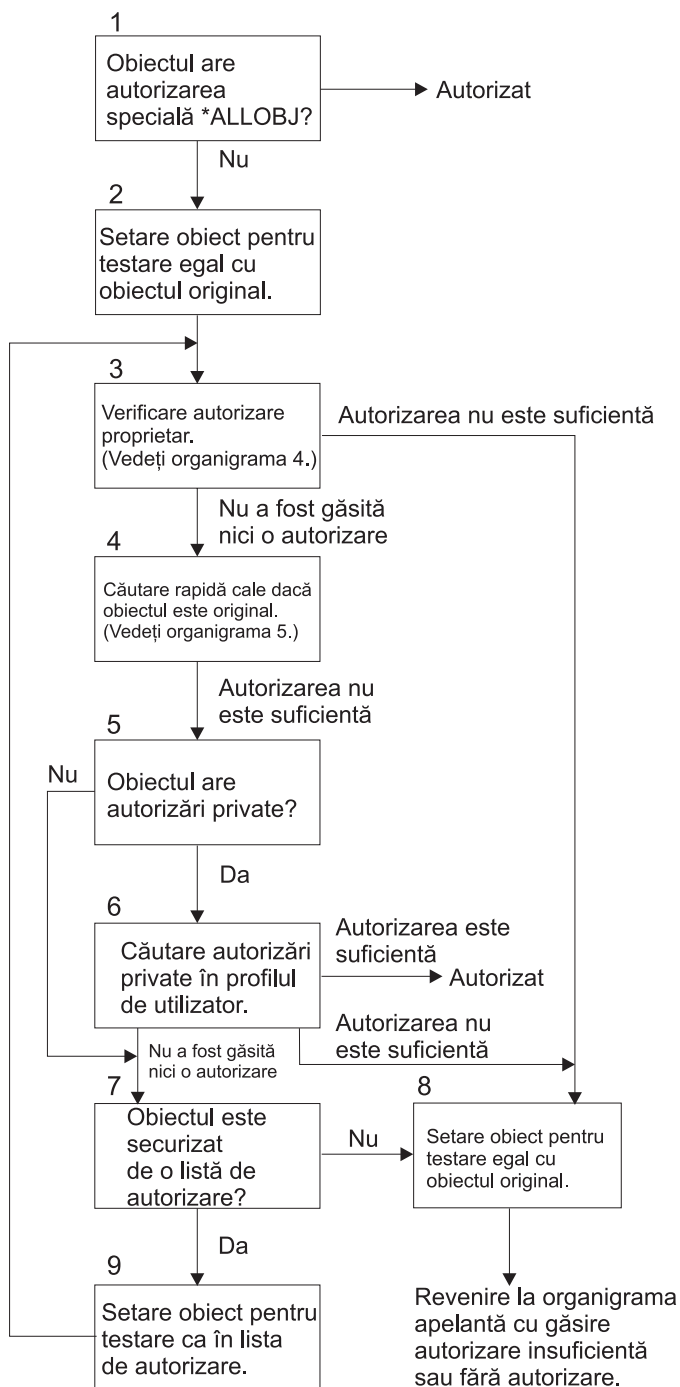 1
Obiectul are
autorizarea
specială *ALLOBJ?
Autorizat
Nu
2
Setare obiect pentru
testare egal cu
obiectul original.
3
Verificare autorizare
proprietar.
(Vedeți organigrama 4.)
Autorizarea nu este suficientă
Nu a fost găsită
nici o autorizare
4
Căutare rapidă cale dacă
obiectul este original.
(Vedeți organigrama 5.)
Autorizarea nu
este suficientă
5
Nu
Obiectul are
autorizări private?
Da
6
Căutare autorizări
private în profilul
de utilizator.
Autorizarea este
suficientă
Autorizat
Autorizarea nu
este suficientă
Nu a fost găsită
nici o autorizare
7
Obiectul este
securizat
de o listă de
autorizare?
Nu
8
Setare obiect pentru
testare egal cu
obiectul original.
Da
9
Setare obiect pentru
testare ca în lista
de autorizare.
Revenire la organigrama
apelantă cu găsire
autorizare insuficientă
sau fără autorizare.